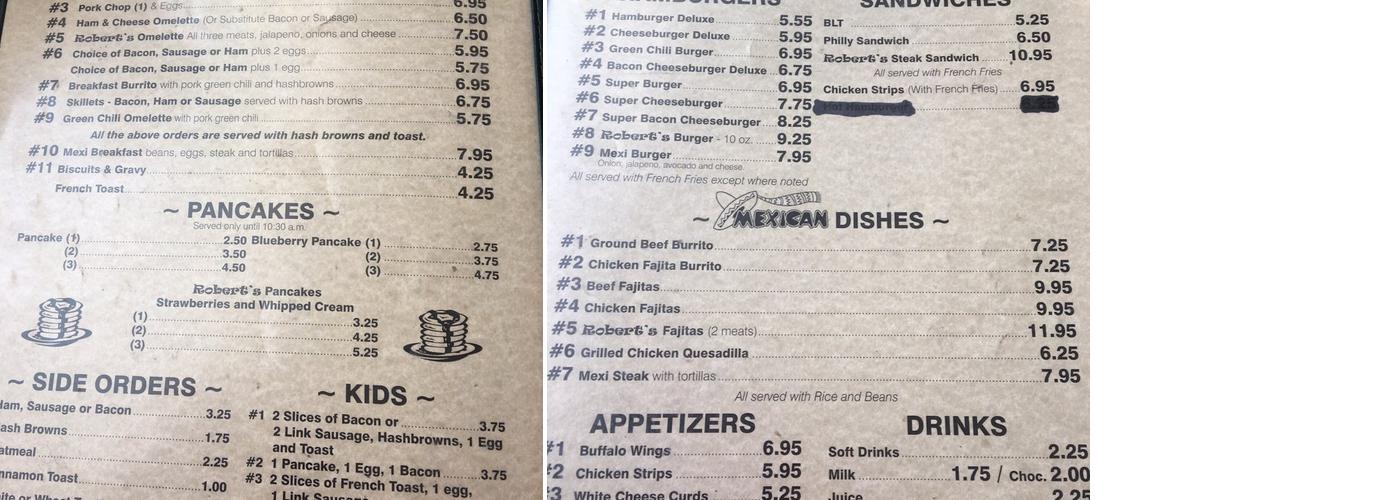 #3 Pork Chop (1) & Eggs 6.95
#4 Ham & Cheese Omelette (Or Substitute Bacon or Sausage) 6.50
#5 Robert's Omelette All three meats, jalapeno, onions and cheese 7.50
#6 Choice of Bacon, Sausage or Ham plus 2 eggs 5.95
Choice of Bacon, Sausage or Ham plus 1 egg 5.75
#7 Breakfast Burrito with pork green chili and hashbrowns 6.95
#8 Skillets - Bacon, Ham or Sausage served with hash browns 6.75
#9 Green Chili Omelette with pork green chili 5.75
All the above orders are served with hash browns and toast.
#10 Mexi Breakfast beans, eggs, steak and tortillas 7.95
#11 Biscuits & Gravy 4.25
French Toast 4.25
~ PANCAKES ~
Served only until 10:30 a.m.
Pancake (1) 2.50 Blueberry Pancake (1) 2.75
(2) 3.50 (2) 3.75
(3) 4.50 (3) 4.75
Robert's Pancakes
Strawberries and Whipped Cream
(1) 3.25
(2) 4.25
(3) 5.25
~ SIDE ORDERS ~
Ham, Sausage or Bacon 3.25
ash Browns 1.75
atmeal 2.25
nnamon Toast 1.00
~ KIDS ~
#1 2 Slices of Bacon or 3.75
2 Link Sausage, Hashbrowns, 1 Egg
and Toast
#2 1 Pancake, 1 Egg, 1 Bacon 3.75
#3 2 Slices of French Toast, 1 egg,
1 Link Sausage
HAMBURGERS
#1 Hamburger Deluxe 5.55
#2 Cheeseburger Deluxe 5.95
#3 Green Chili Burger 6.95
#4 Bacon Cheeseburger Deluxe 6.75
#5 Super Burger 6.95
#6 Super Cheeseburger 7.75
#7 Super Bacon Cheeseburger 8.25
#8 Robert's Burger - 10 oz. 9.25
#9 Mexi Burger 7.95
Onion, jalapeno, avocado and cheese
All served with French Fries except where noted
SANDWICHES
BLT 5.25
Philly Sandwich 6.50
Robert's Steak Sandwich 10.95
All served with French Fries
Chicken Strips (With French Fries) 6.95
Hot Hamburger
~ MEXICAN DISHES ~
#1 Ground Beef Burrito 7.25
#2 Chicken Fajita Burrito 7.25
#3 Beef Fajitas 9.95
#4 Chicken Fajitas 9.95
#5 Robert's Fajitas (2 meats) 11.95
#6 Grilled Chicken Quesadilla 6.25
#7 Mexi Steak with tortillas 7.95
All served with Rice and Beans
APPETIZERS
#1 Buffalo Wings 6.95
#2 Chicken Strips 5.95
#3 White Cheese Curds 5.25
DRINKS
Soft Drinks 2.25
Milk 1.75 / Choc. 2.00
Juice 2.25